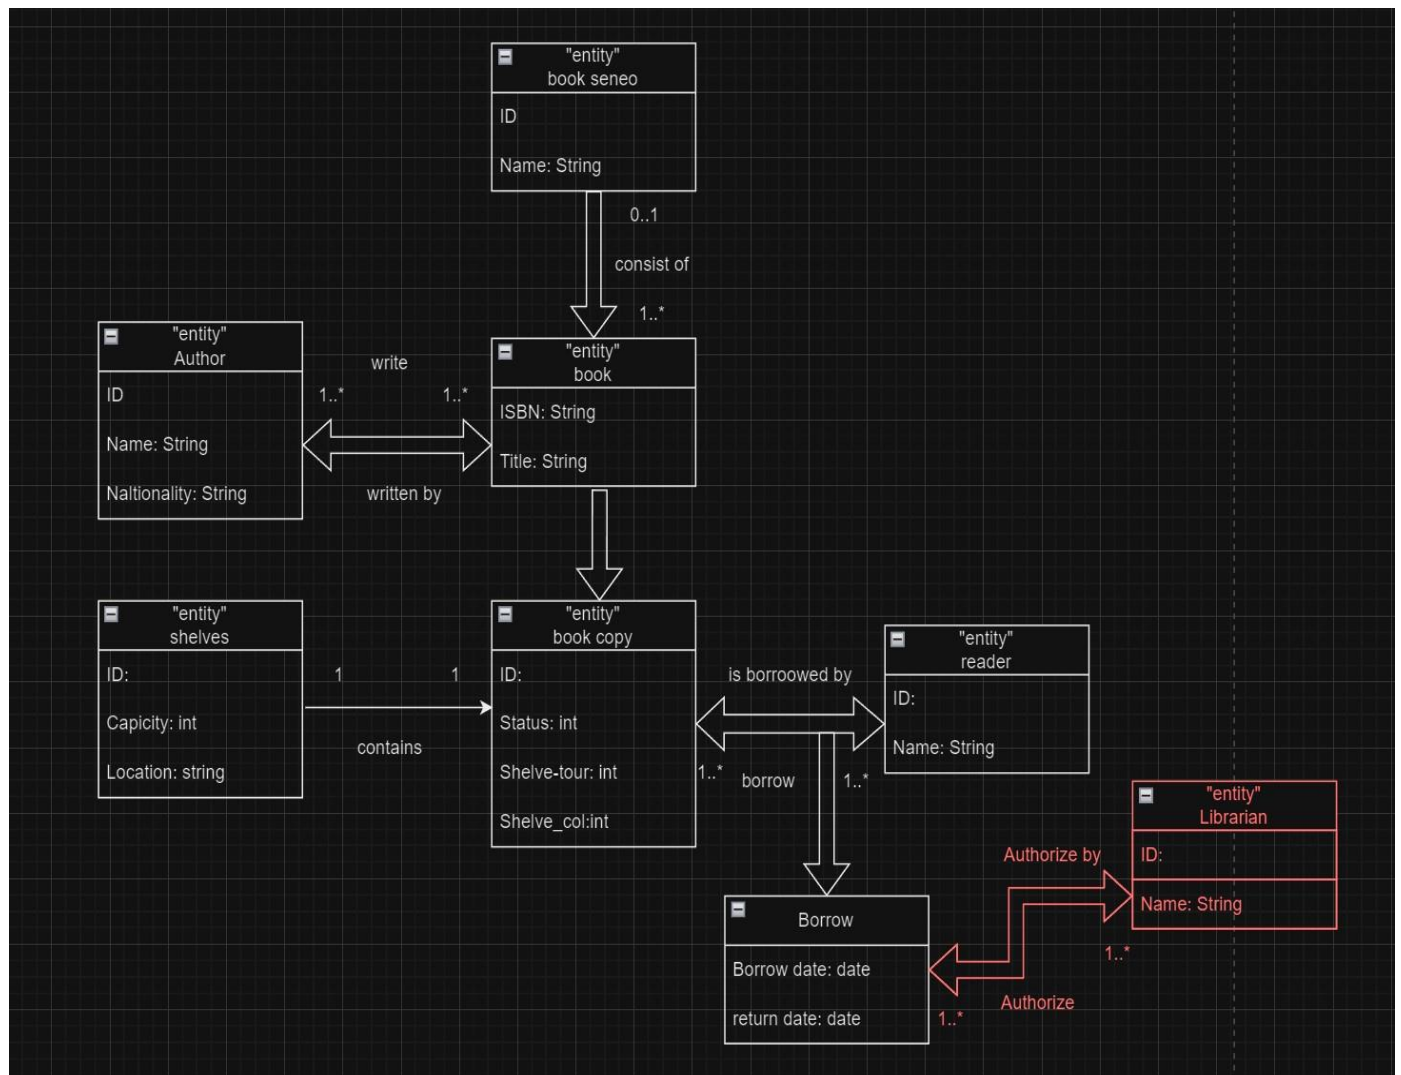 "entity"
book seneo
ID
Name: String
0..1
consist of
1..*
"entity"
Author
ID
Name: String
Naltionality: String
write
1..*
1..*
written by
"entity"
book
ISBN: String
Title: String
"entity"
shelves
ID:
Capicity: int
Location: string
1
1
contains
"entity"
book copy
ID:
Status: int
Shelve-tour: int
Shelve_col:int
is borroowed by
1..*
borrow
1..*
"entity"
reader
ID:
Name: String
"entity"
Librarian
ID:
Name: String
Authorize by
1..*
Authorize
1..*
Borrow
Borrow date: date
return date: date